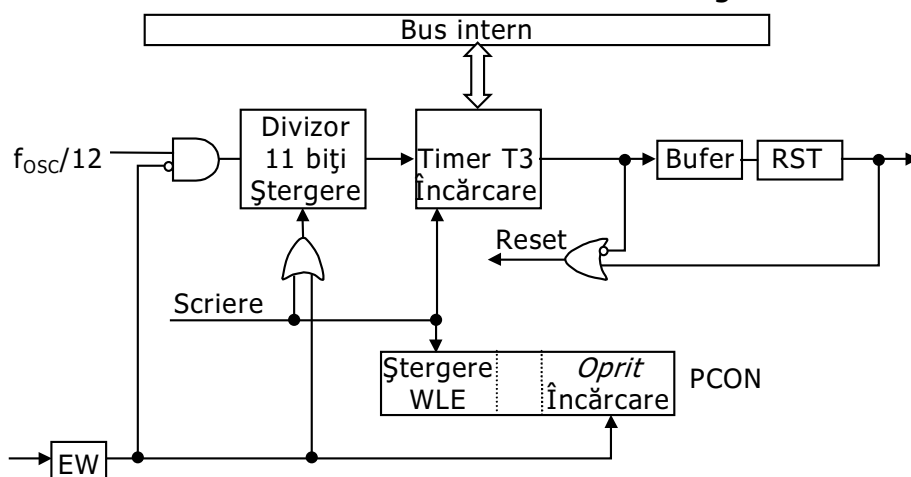 Bus intern
fOSC/12
Divizor
11 biţi
Ştergere
Timer T3
Încărcare
Bufer
RST
Reset
Scriere
Ştergere
WLE
Oprit
Încărcare
PCON
EW